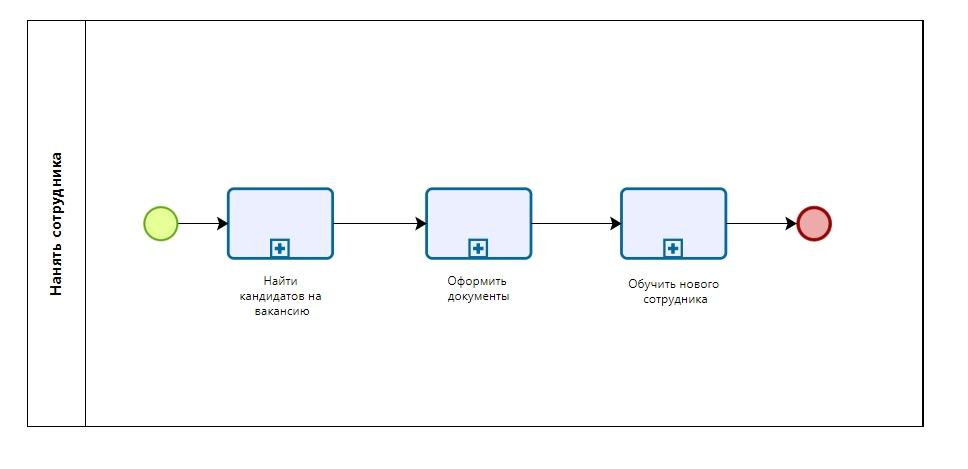 Нанять сотрудника
Найти
кандидатов на
вакансию
Оформить
документы
Обучить нового
сотрудника